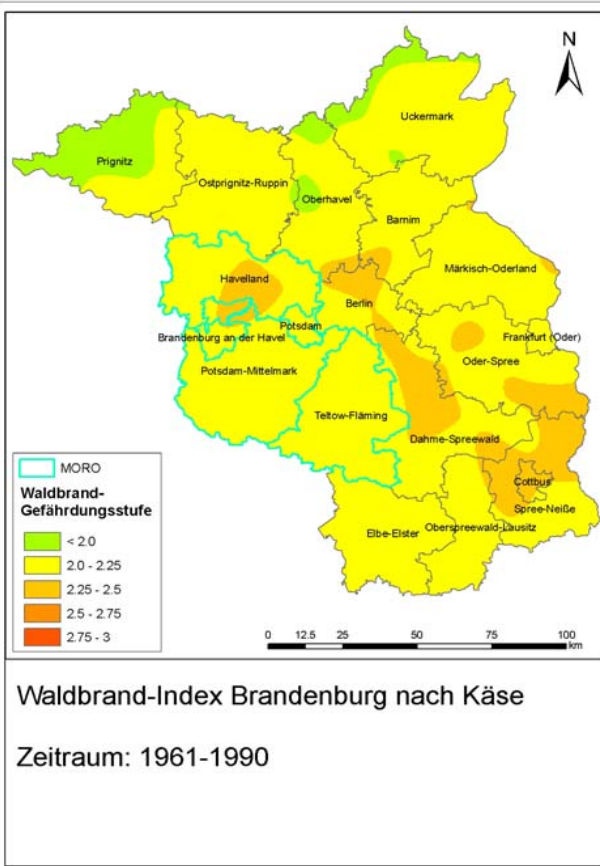 N
Uckermark
Prignitz
Ostprignitz-Ruppin
Oberhavel
Barnim
Märkisch-Oderland
Havelland
Berlin
Potsdam
Brandenburg an der Havel
Frankfurt (Oder)
Oder-Spree
Potsdam-Mittelmark
Teltow-Fläming
Dahme-Spreewald
Cottbus
Spree-Neiße
Oberspreewald-Lausitz
Elbe-Elster
MORO
Waldbrand-
Gefährdungsstufe
< 2.0
2.0 - 2.25
2.25 - 2.5
2.5 - 2.75
2.75 - 3
0 12.5 25 50 75 100
km
Waldbrand-Index Brandenburg nach Käse
Zeitraum: 1961-1990